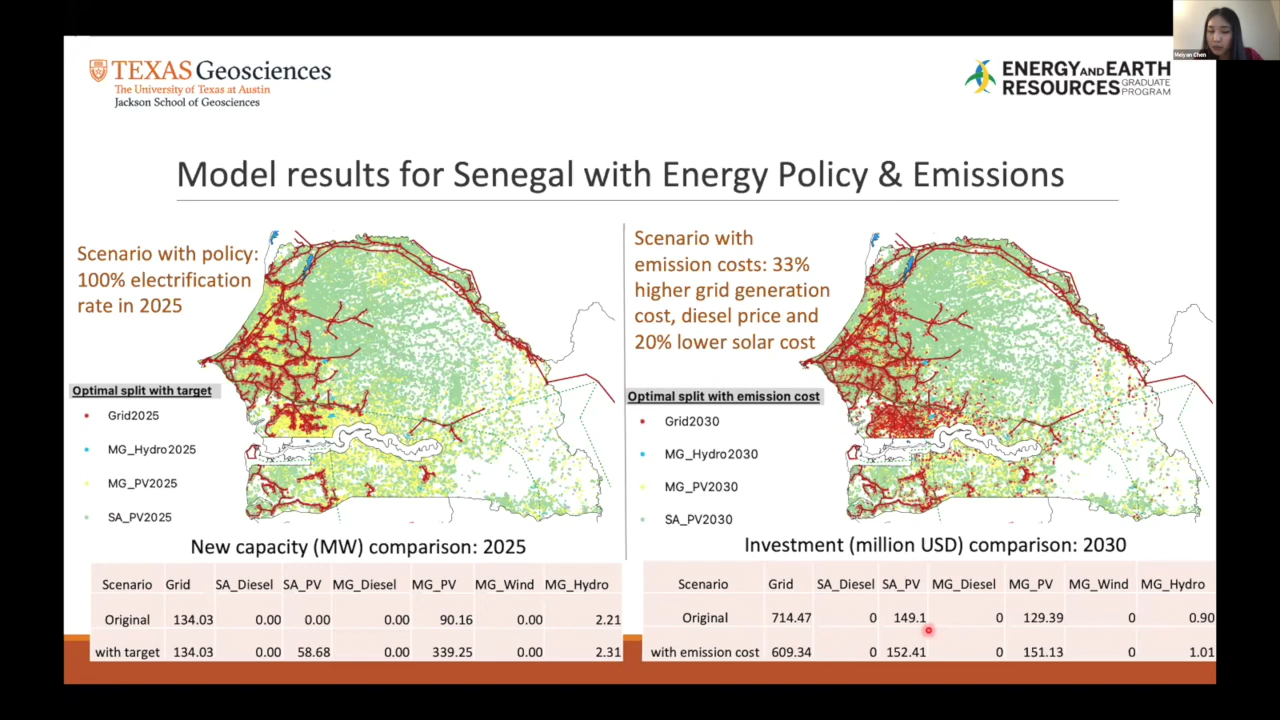 Meiyan Chen
TEXAS Geosciences
The University of Texas at Austin
Jackson School of Geosciences
ENERGY AND EARTH
RESOURCES GRADUATE PROGRAM
Model results for Senegal with Energy Policy & Emissions
Scenario with policy:
100% electrification
rate in 2025
Optimal split with target
Grid2025
MG_Hydro2025
MG_PV2025
SA_PV2025
New capacity (MW) comparison: 2025
Scenario Grid SA_Diesel SA_PV MG_Diesel MG_PV MG_Wind MG_Hydro
Original 134.03 0.00 0.00 0.00 90.16 0.00 2.21
with target 134.03 0.00 58.68 0.00 339.25 0.00 2.31
Scenario with
emission costs: 33%
higher grid generation
cost, diesel price and
20% lower solar cost
Optimal split with emission cost
Grid2030
MG_Hydro2030
MG_PV2030
SA_PV2030
Investment (million USD) comparison: 2030
Scenario Grid SA_Diesel SA_PV MG_Diesel MG_PV MG_Wind MG_Hydro
Original 714.47 0 149.1 0 129.39 0 0.90
with emission cost 609.34 0 152.41 0 151.13 0 1.01